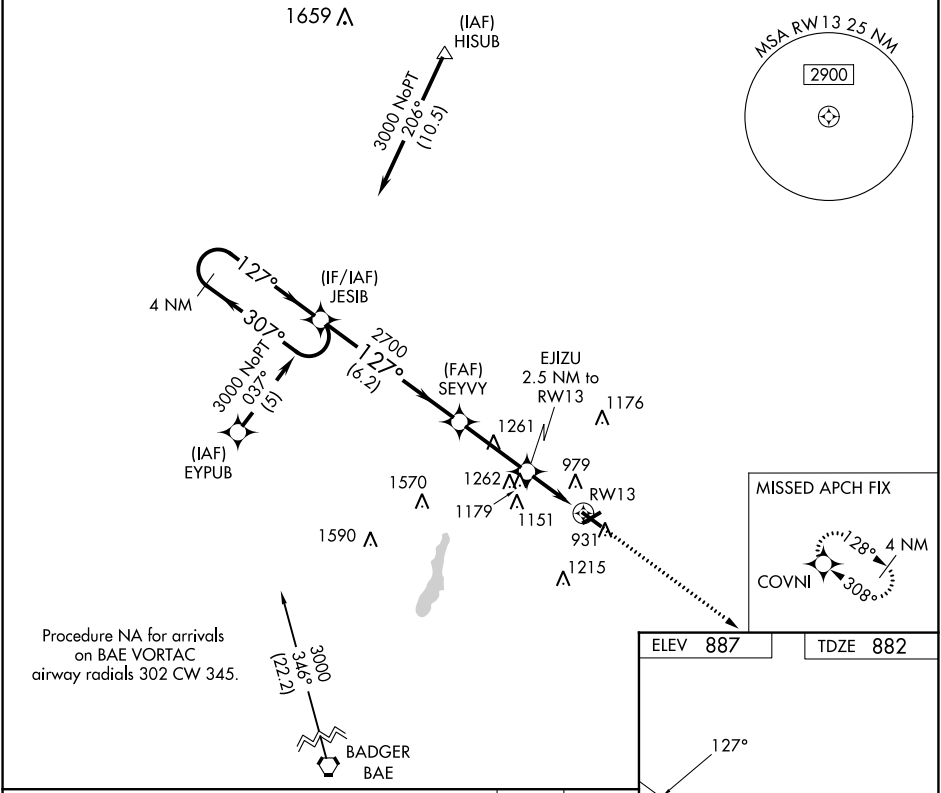 1659
(IAF)
HISUB
3000 NoPT
206°
(10.5)
MSA RW13 25 NM
2900
127°
4 NM
307°
(IF/IAF)
JESIB
2700
127°
(6.2)
3000 NoPT
037°
(5)
(IAF)
EYPUB
(FAF)
SEYVY
EJIZU
2.5 NM to
RW13
1176
1261
1262
979
1570
1179
1151
RW13
931
1590
1215
MISSED APCH FIX
128°
4 NM
COVNI
308°
Procedure NA for arrivals
on BAE VORTAC
airway radials 302 CW 345.
3000
346°
(22.2)
BADGER
BAE
ELEV 887
TDZE 882
127°